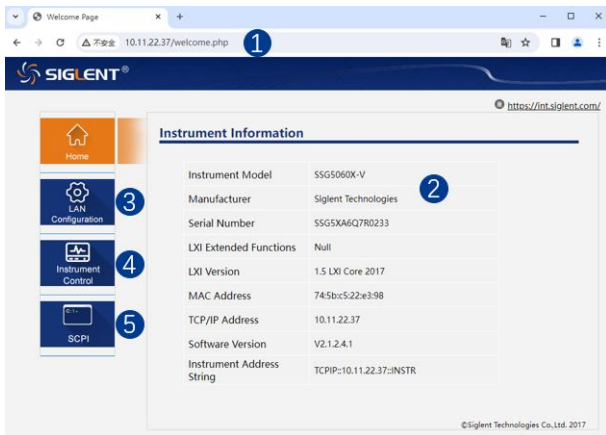 Welcome Page
不安全 10.11.22.37/welcome.php 1
SIGLENT®
https://int.siglent.com/
Home
Instrument Information
Instrument Model SSG5060X-V
2
Manufacturer Siglent Technologies
LAN
Configuration
3
Serial Number SSG5XA6Q7R0233
LXI Extended Functions Null
Instrument
Control
4
LXI Version 1.5 LXI Core 2017
MAC Address 74:5b:c5:22:e3:98
C:\-
SCPI
5
TCP/IP Address 10.11.22.37
Software Version V2.1.2.4.1
Instrument Address
String
TCPIP::10.11.22.37::INSTR
©Siglent Technologies Co.,Ltd. 2017